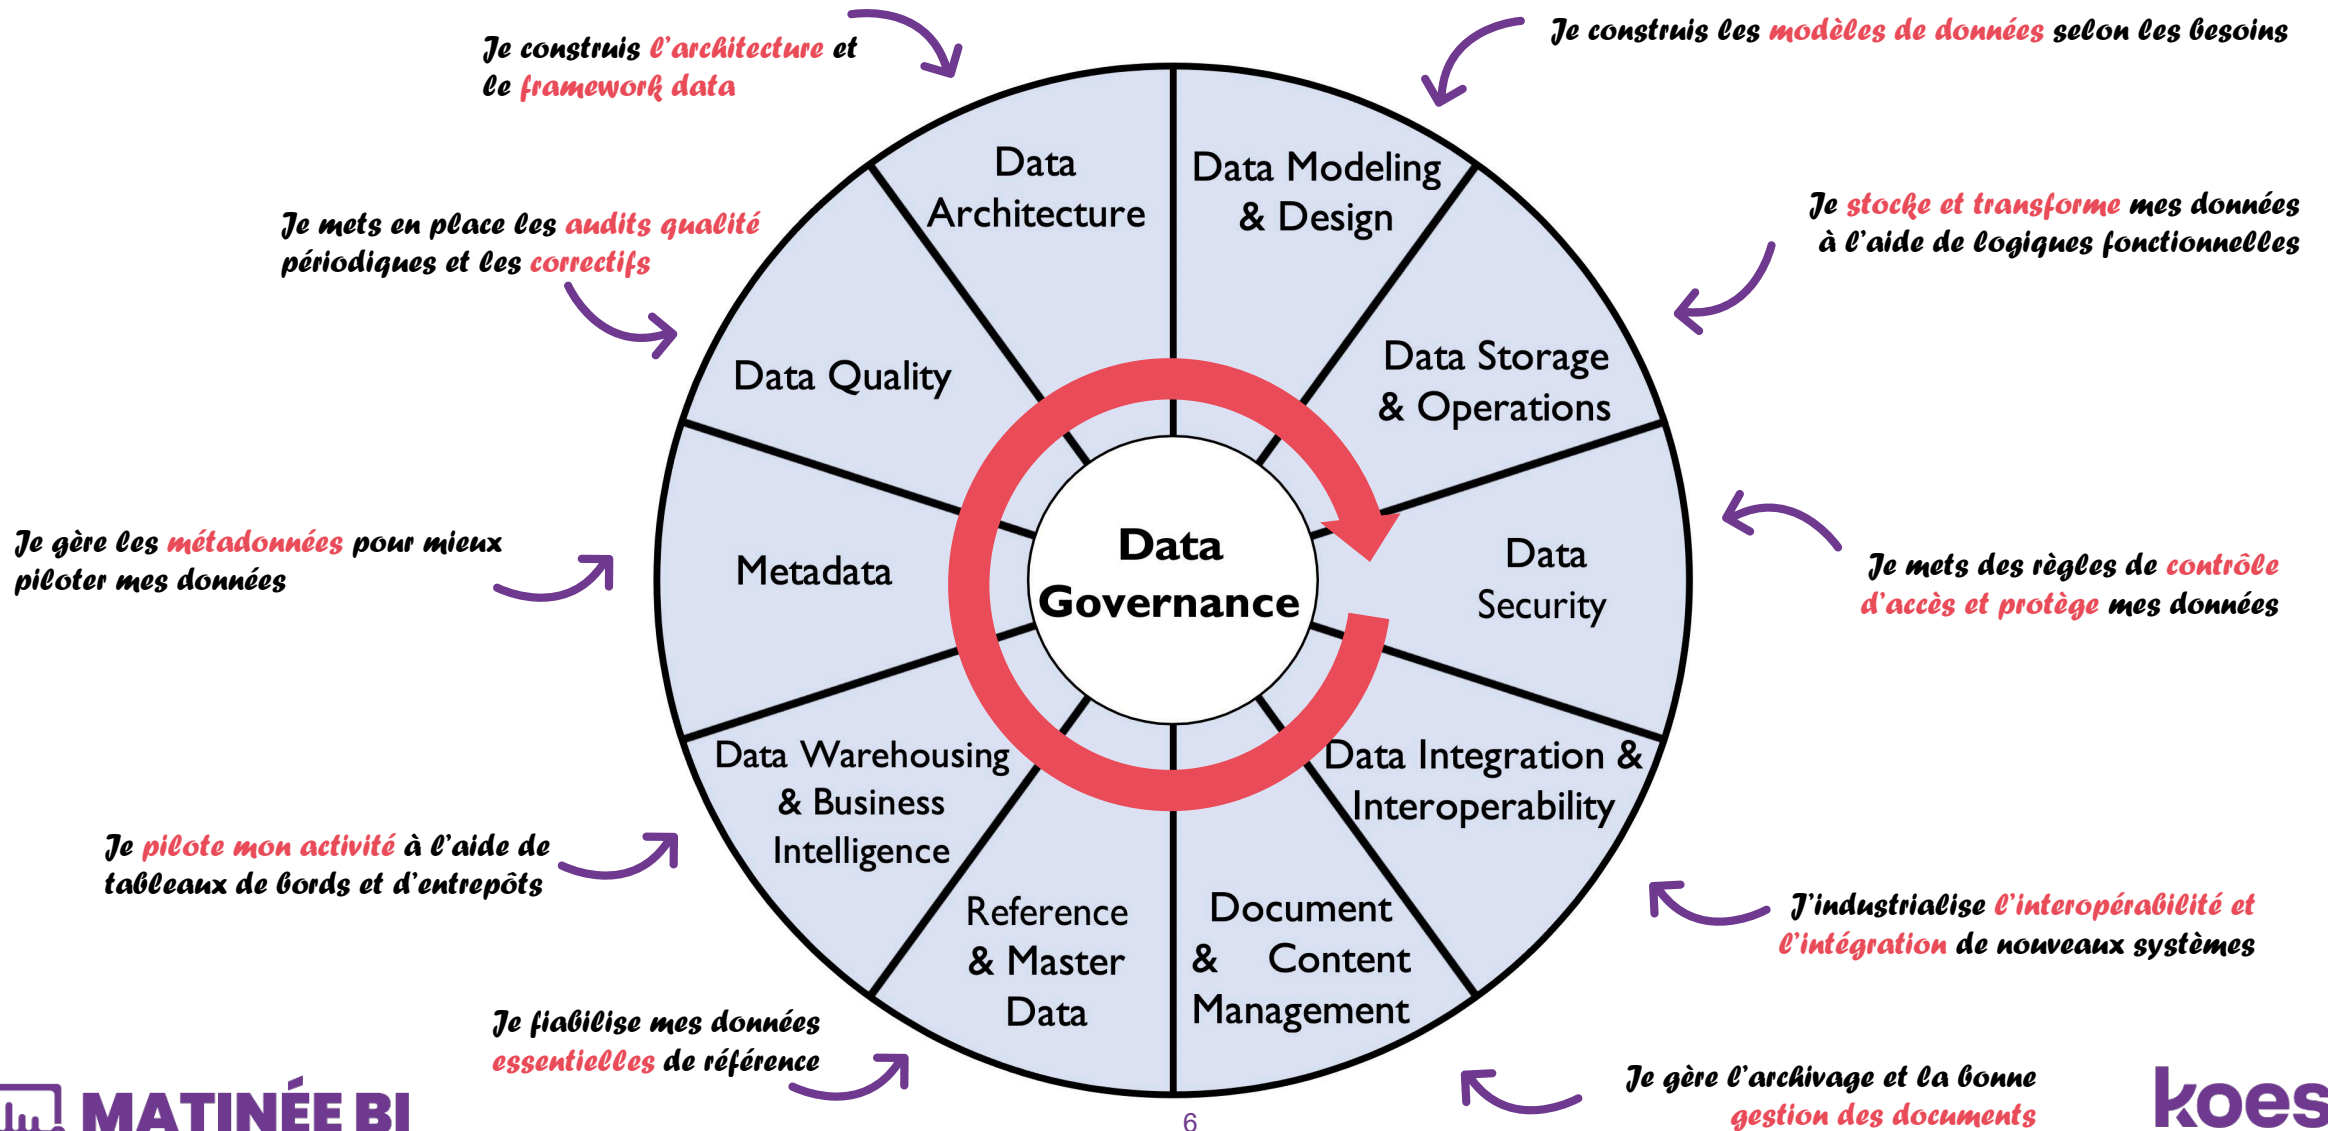 Je construis l'architecture et
le framework data
Je construis les modèles de données selon les besoins
Data
Architecture
Data Modeling
& Design
Je mets en place les audits qualité
périodiques et les correctifs
Je stocke et transforme mes données
à l'aide de logiques fonctionnelles
Data Quality
Data Storage
& Operations
Je gère les métadonnées pour mieux
piloter mes données
Metadata
Data
Governance
Data
Security
Je mets des règles de contrôle
d'accès et protège mes données
Data Warehousing
& Business
Intelligence
Data Integration &
Interoperability
Je pilote mon activité à l'aide de
tableaux de bords et d'entrepôts
Reference
& Master
Data
Document
& Content
Management
J'industrialise l'interopérabilité et
l'intégration de nouveaux systèmes
Je fiabilise mes données
essentielles de référence
Je gère l'archivage et la bonne
gestion des documents
MATINÉE BI
6
koes